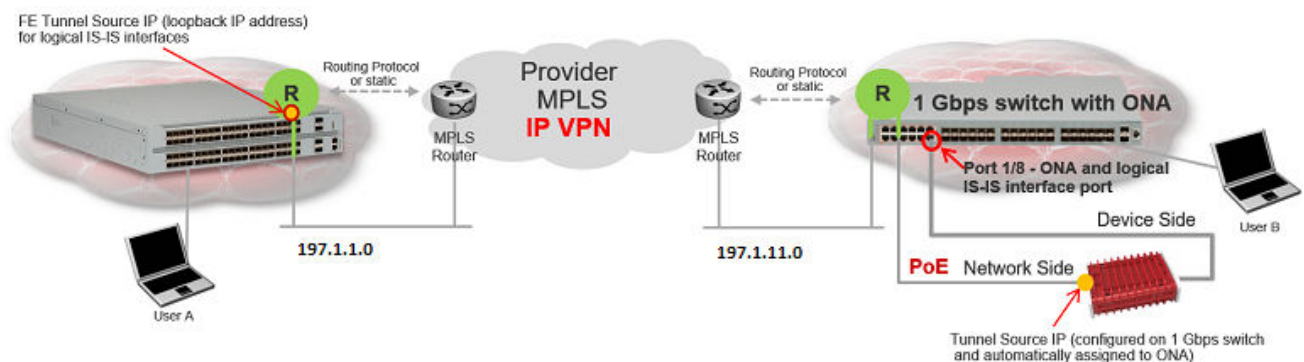 FE Tunnel Source IP (loopback IP address)
for logical IS-IS interfaces
R
Routing Protocol
or static
MPLS
Router
Provider
MPLS
IP VPN
Routing Protocol
or static
MPLS
Router
R
1 Gbps switch with ONA
Port 1/8 - ONA and logical
IS-IS interface port
User B
Device Side
197.1.1.0
197.1.11.0
PoE Network Side
User A
Tunnel Source IP (configured on 1 Gbps switch
and automatically assigned to ONA)